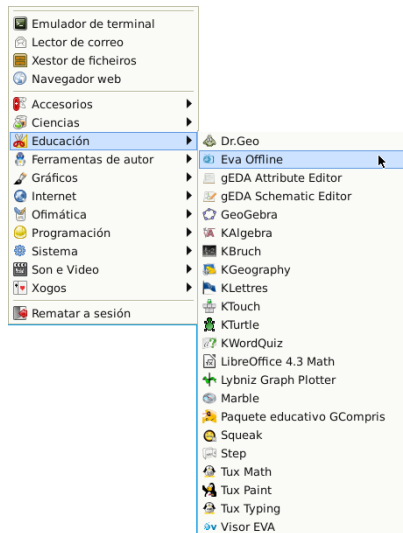 Emulador de terminal
Lector de correo
Xestor de ficheiros
Navegador web
Accesorios
Ciencias
Educación
Ferramentas de autor
Gráficos
Internet
Ofimática
Programación
Sistema
Son e Video
Xogos
Rematar a sesión
Dr.Geo
Eva Offline
gEDA Attribute Editor
gEDA Schematic Editor
GeoGebra
KAlgebra
KBruch
KGeography
KLettres
KTouch
KTurtle
KWordQuiz
LibreOffice 4.3 Math
Lybniz Graph Plotter
Marble
Paquete educativo GCompris
Squeak
Step
Tux Math
Tux Paint
Tux Typing
Visor EVA